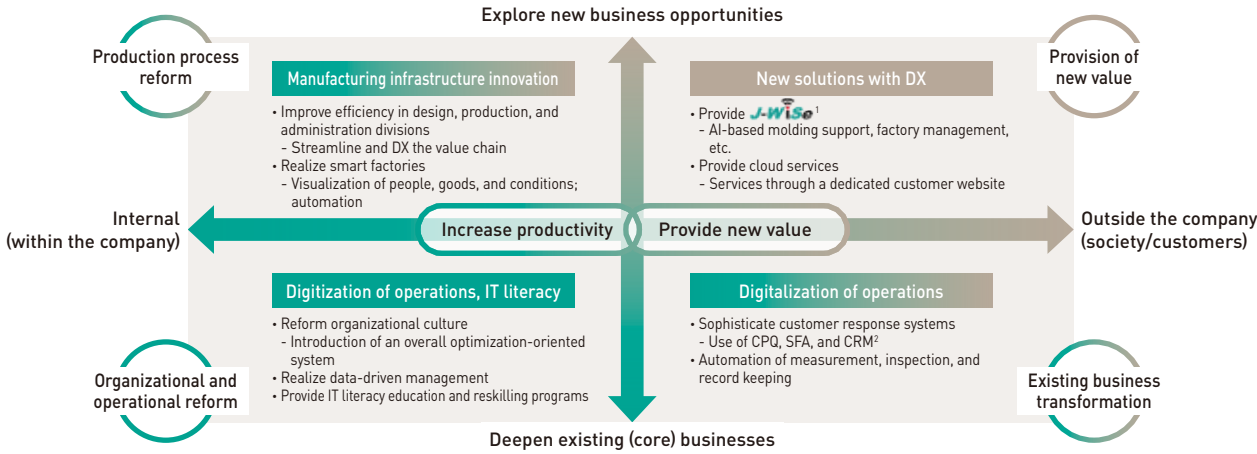 Explore new business opportunities
Production process
reform
Manufacturing infrastructure innovation
• Improve efficiency in design, production, and
administration divisions
- Streamline and DX the value chain
• Realize smart factories
- Visualization of people, goods, and conditions;
automation
New solutions with DX
• Provide J-WiSe¹
- AI-based molding support, factory management,
etc.
• Provide cloud services
- Services through a dedicated customer website
Provision of
new value
Internal
(within the company)
Increase productivity
Provide new value
Outside the company
(society/customers)
Digitization of operations, IT literacy
• Reform organizational culture
- Introduction of an overall optimization-oriented
system
• Realize data-driven management
• Provide IT literacy education and reskilling programs
Digitalization of operations
• Sophisticate customer response systems
- Use of CPQ, SFA, and CRM²
• Automation of measurement, inspection, and
record keeping
Organizational and
operational reform
Existing business
transformation
Deepen existing (core) businesses